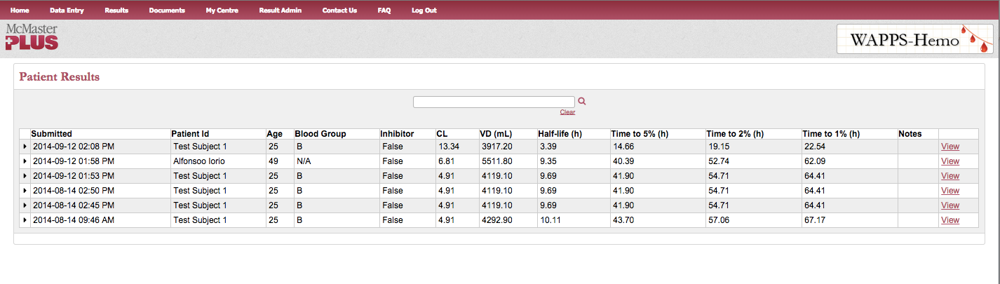 Home Data Entry Results Documents My Centre Result Admin Contact Us FAQ Log Out
McMaster
PLUS
WAPPS-Hemo
Patient Results
Clear
Submitted Patient Id Age Blood Group Inhibitor CL VD (mL) Half-life (h) Time to 5% (h) Time to 2% (h) Time to 1% (h) Notes
2014-09-12 02:08 PM Test Subject 1 25 B False 13.34 3917.20 3.39 14.66 19.15 22.54 View
2014-09-12 01:58 PM Alfonsoo Iorio 49 N/A False 6.81 5511.80 9.35 40.39 52.74 62.09 View
2014-09-12 01:53 PM Test Subject 1 25 B False 4.91 4119.10 9.69 41.90 54.71 64.41 View
2014-08-14 02:50 PM Test Subject 1 25 B False 4.91 4119.10 9.69 41.90 54.71 64.41 View
2014-08-14 02:45 PM Test Subject 1 25 B False 4.91 4119.10 9.69 41.90 54.71 64.41 View
2014-08-14 09:46 AM Test Subject 1 25 B False 4.91 4292.90 10.11 43.70 57.06 67.17 View